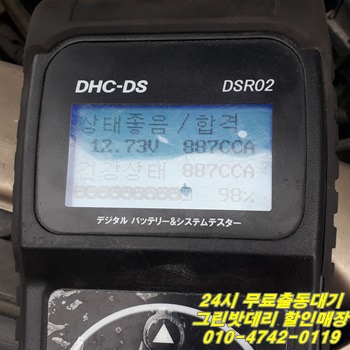 DHC-DS DSR02
상태좋음/합격
12.73V 887CCA
건강상태 887CCA
98%
デジタル バッテリー&システムテスター
24시 무료출동대기
그린밧데리 할인매장
010-4742-0119